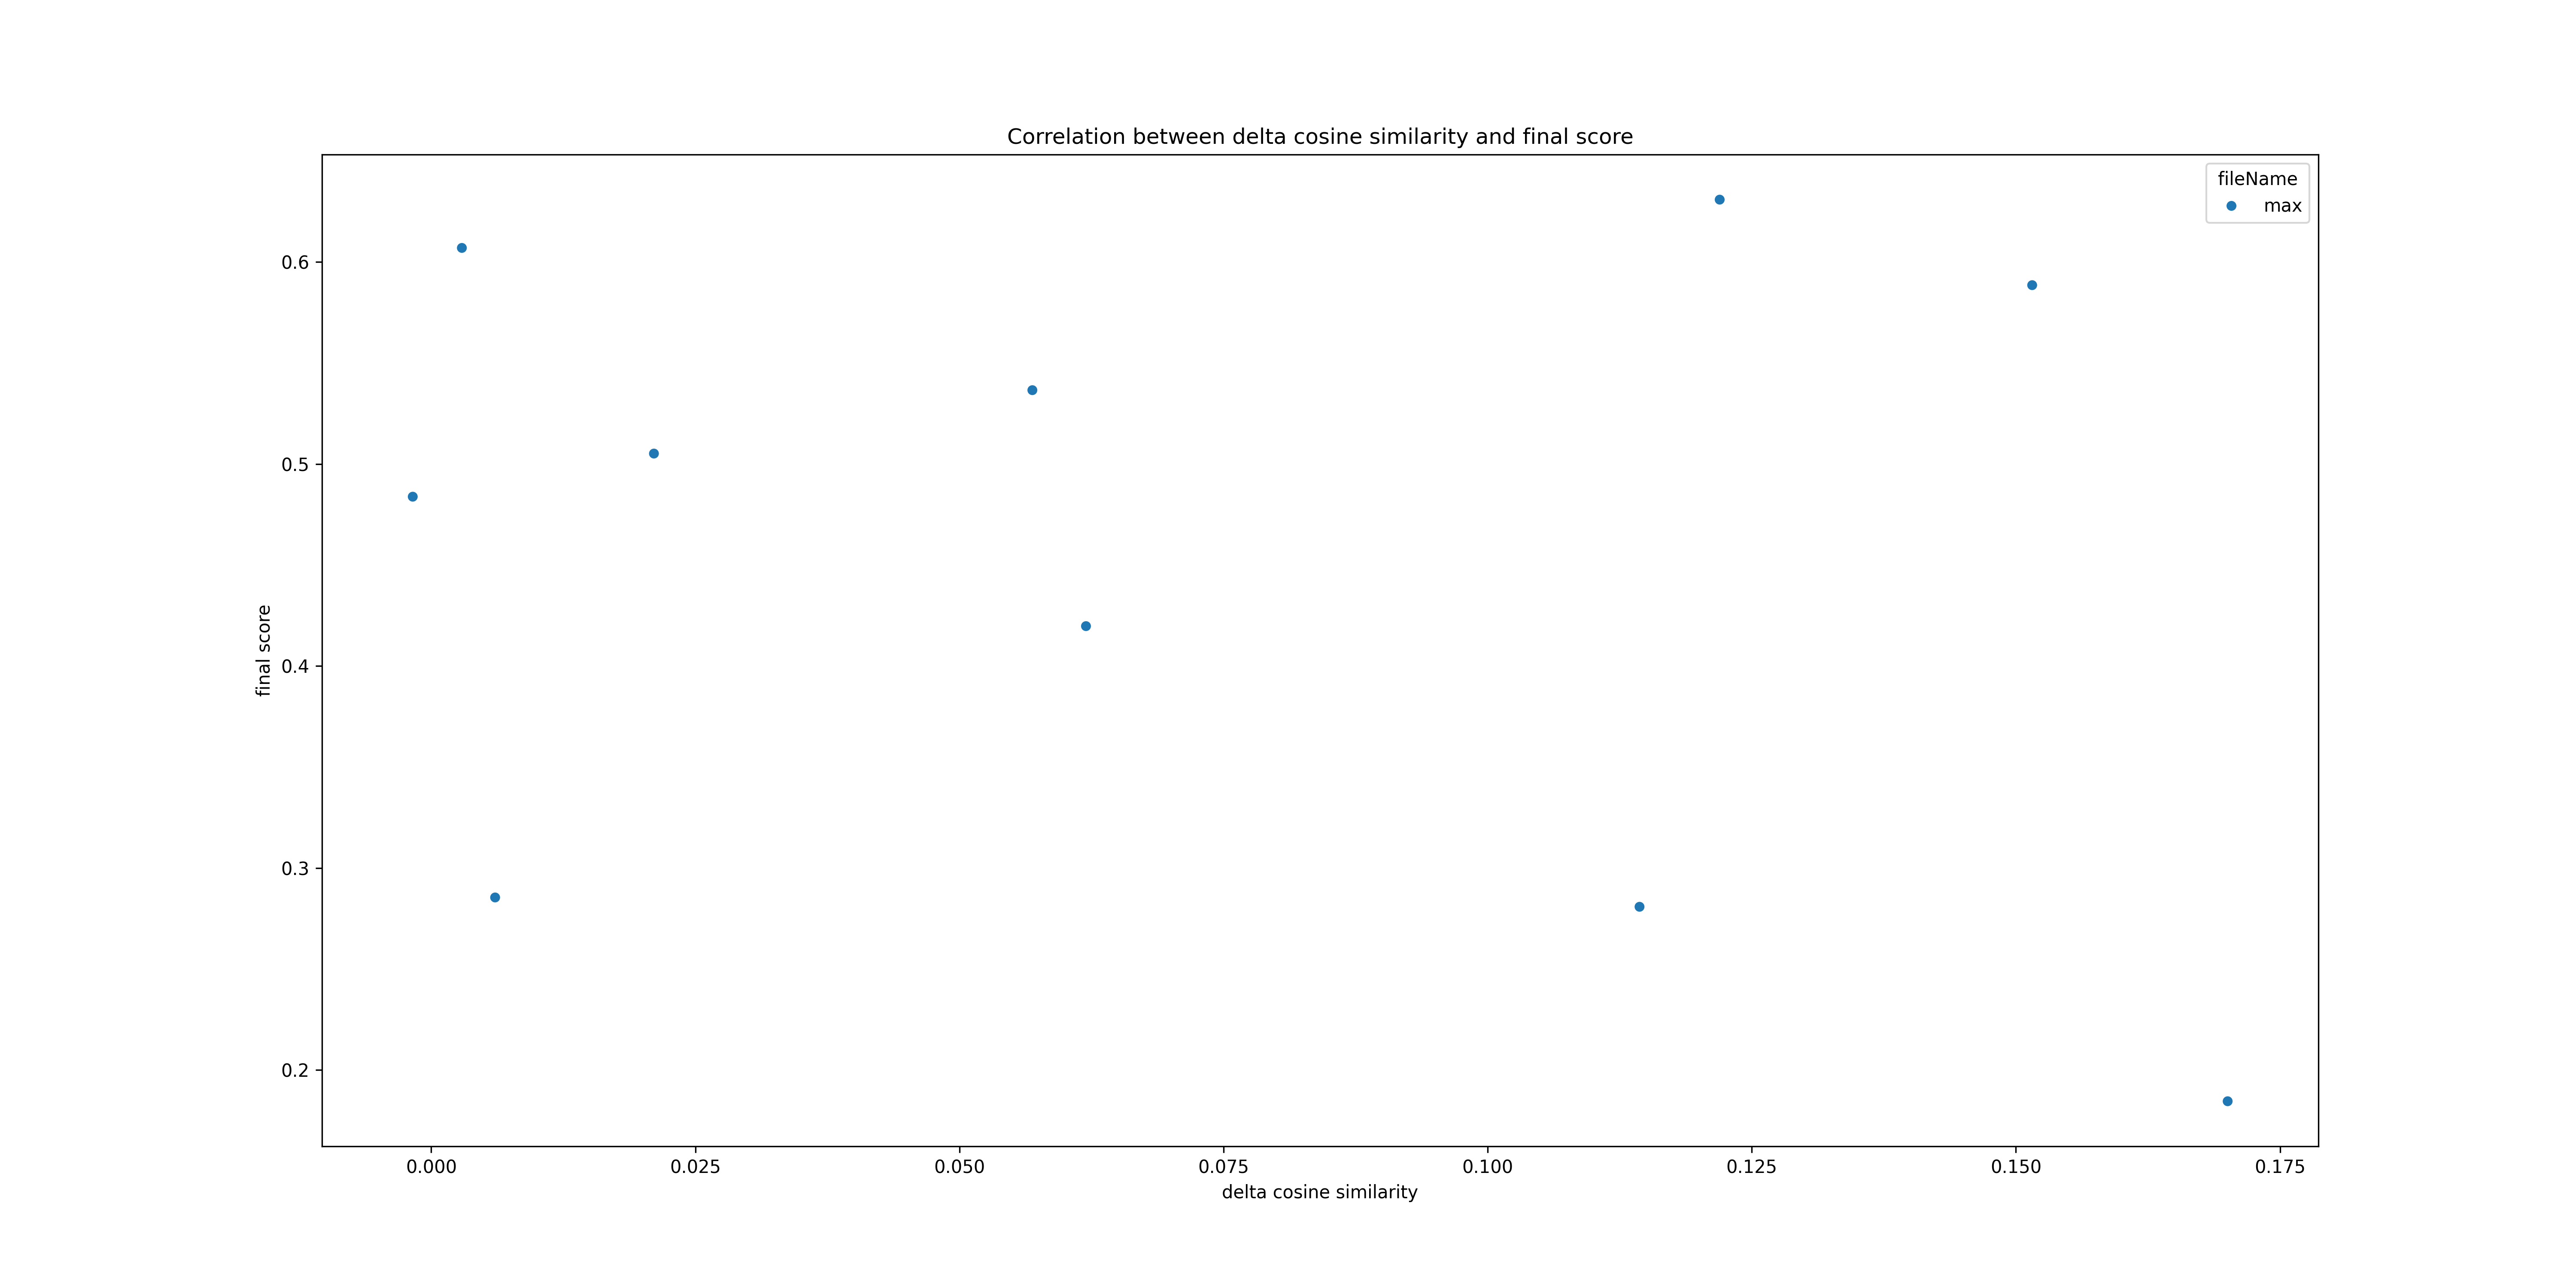 Correlation between delta cosine similarity and final score
fileName
max
final score
0.6
0.5
0.4
0.3
0.2
0.000 0.025 0.050 0.075 0.100 0.125 0.150 0.175
delta cosine similarity